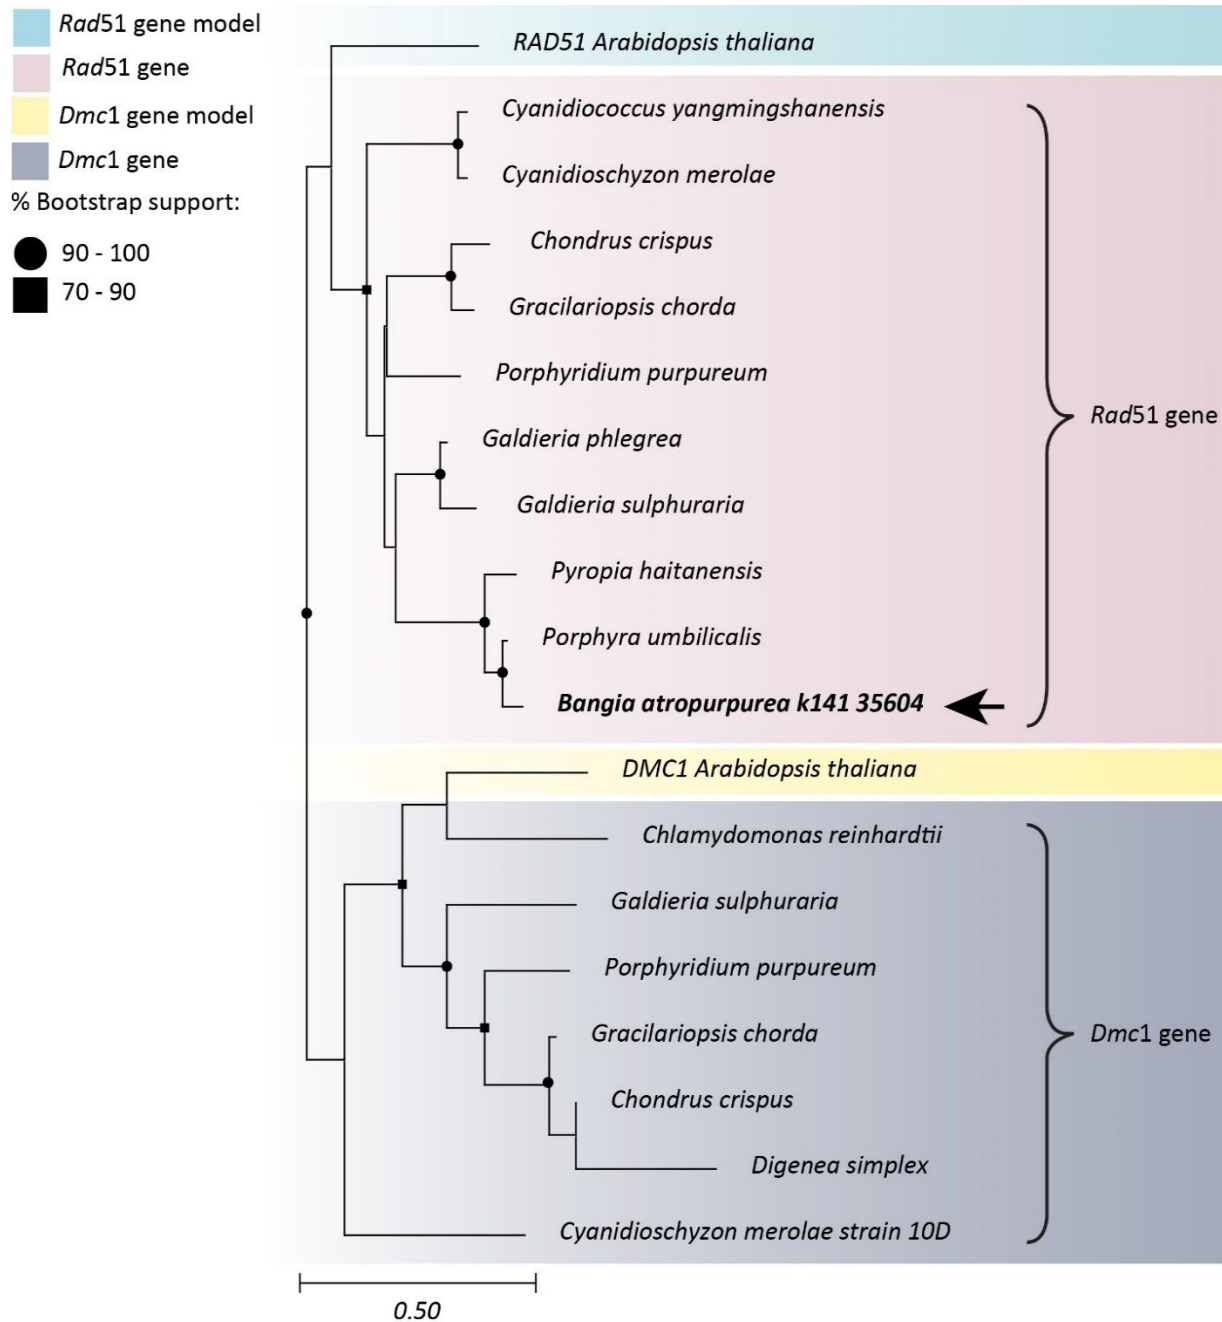 Rad51 gene model
Rad51 gene
Dmc1 gene model
Dmc1 gene
% Bootstrap support:
90 - 100
70 - 90
RAD51 Arabidopsis thaliana
Cyanidiococcus yangmingshanensis
Cyanidioschyzon merolae
Chondrus crispus
Gracilariopsis chorda
Porphyridium purpureum
Galdieria phlegrea
Galdieria sulphuraria
Pyropia haitanensis
Porphyra umbilicalis
Bangia atropurpurea k141 35604
Rad51 gene
DMC1 Arabidopsis thaliana
Chlamydomonas reinhardtii
Galdieria sulphuraria
Porphyridium purpureum
Gracilariopsis chorda
Chondrus crispus
Digenea simplex
Cyanidioschyzon merolae strain 10D
Dmc1 gene
0.50